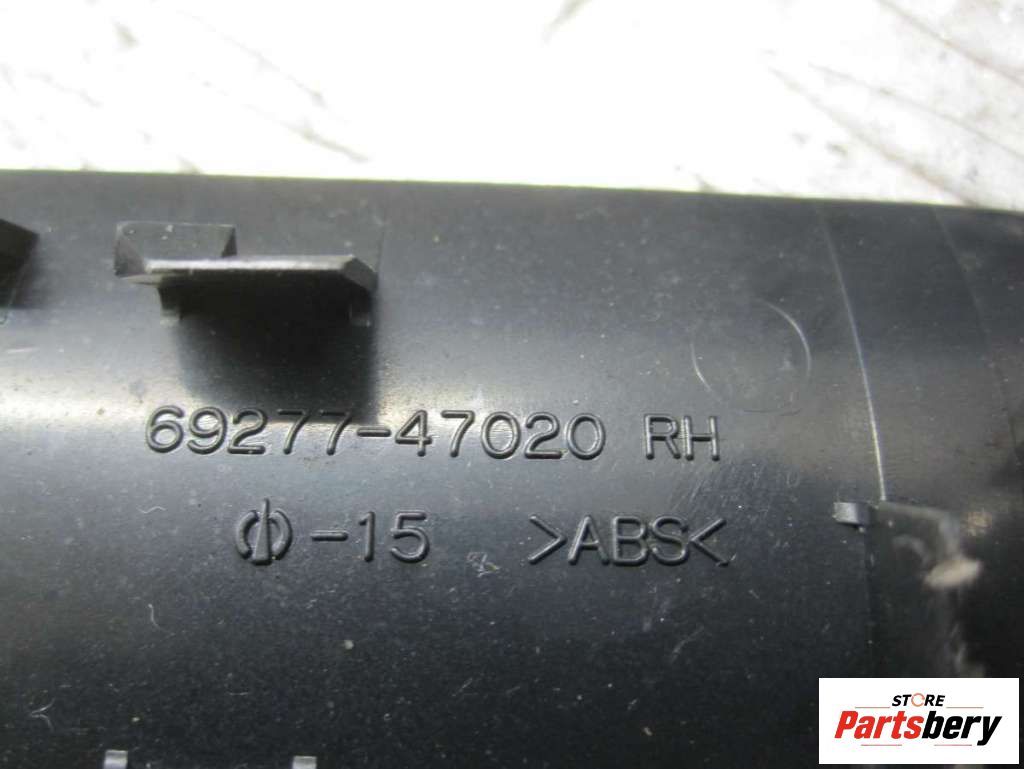 69277-47020 RH
-15 >ABS<
STORE
Partsbery